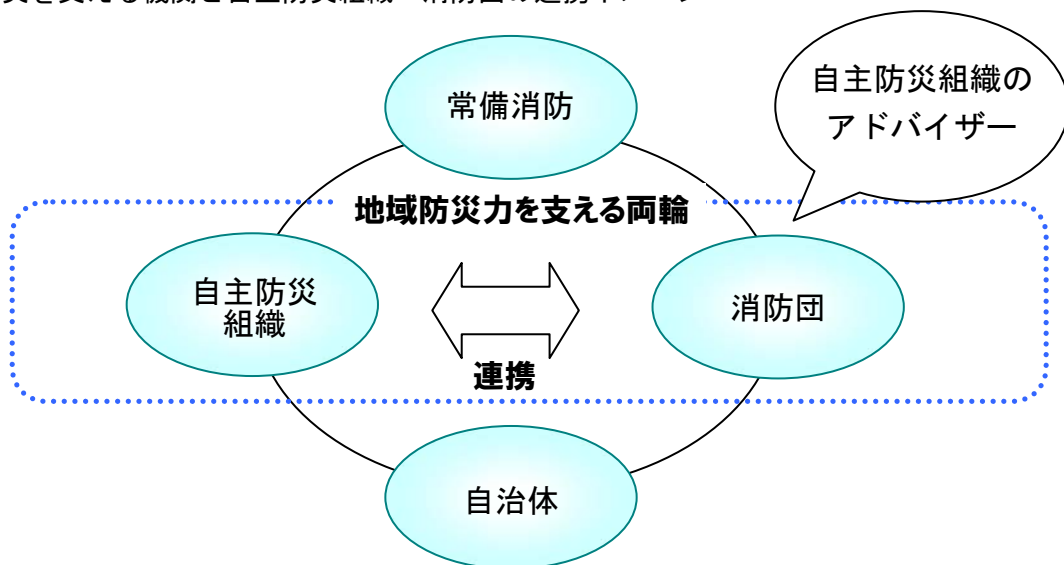 常備消防
自主防災組織の
アドバイザー
地域防災力を支える両輪
自主防災
組織
消防団
連携
自治体